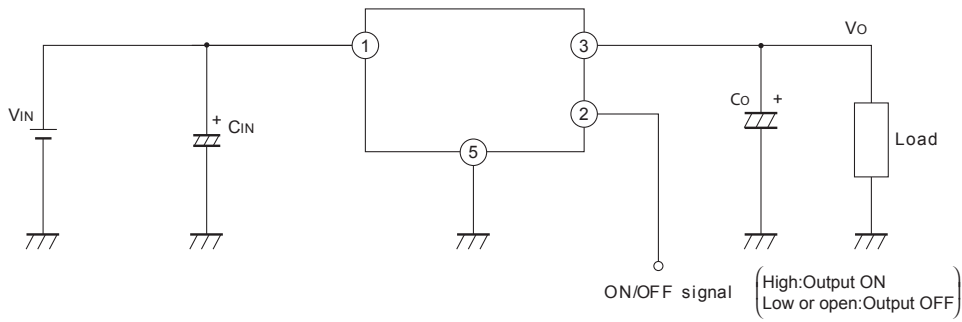 1
3
Vo
VIN
+
CIN
2
Co
+
5
Load
ON/OFF signal
High:Output ON
Low or open:Output OFF